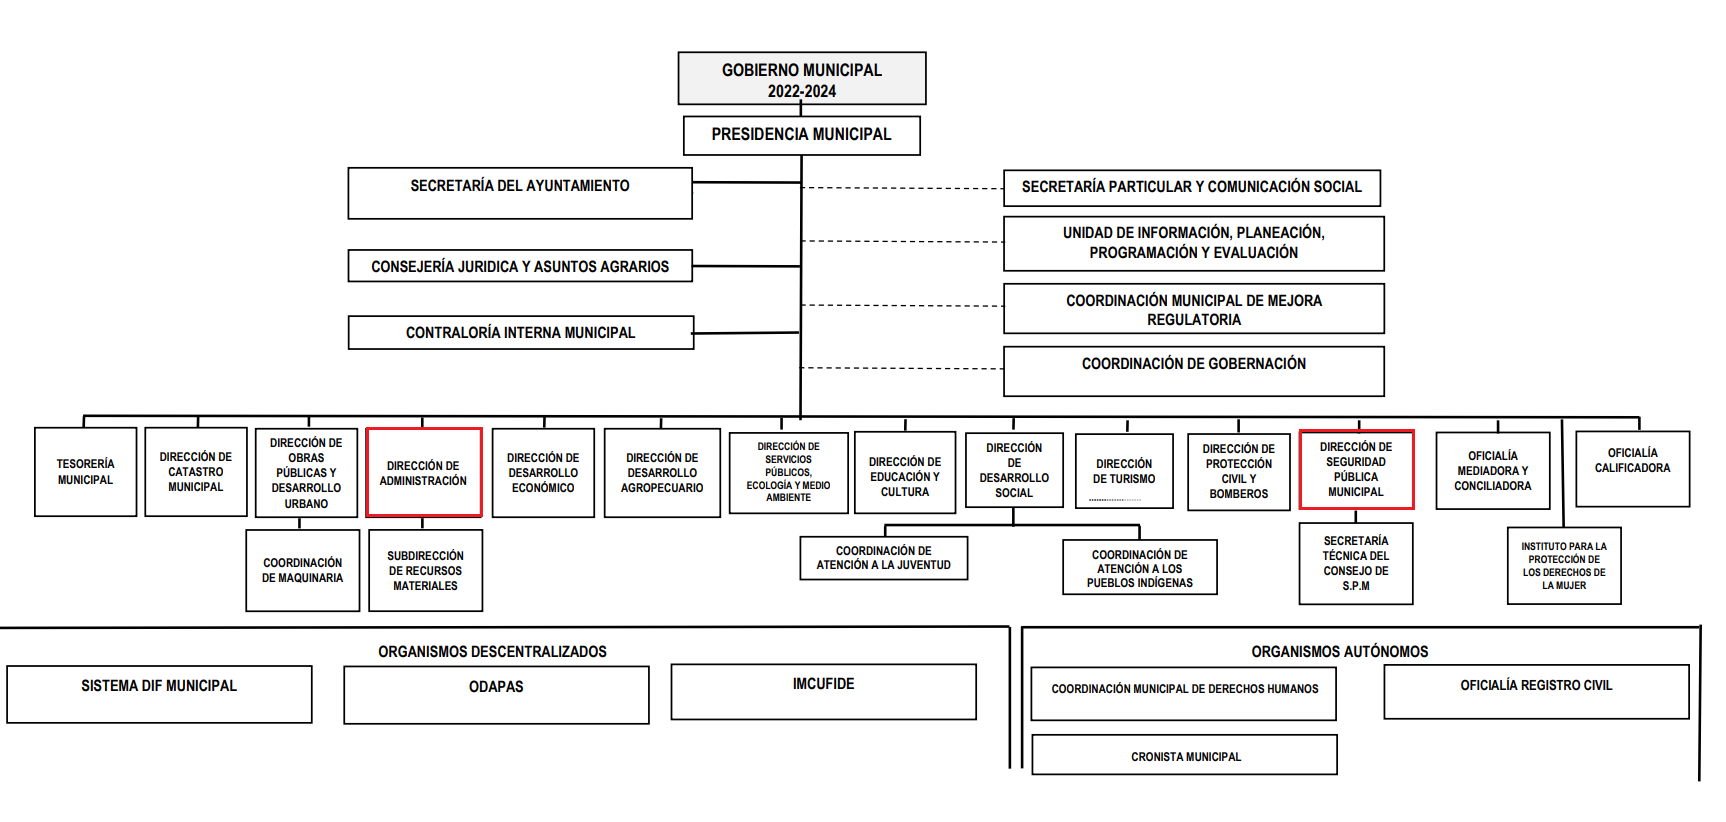 GOBIERNO MUNICIPAL
2022-2024
PRESIDENCIA MUNICIPAL
SECRETARÍA DEL AYUNTAMIENTO
CONSEJERÍA JURIDICA Y ASUNTOS AGRARIOS
CONTRALORÍA INTERNA MUNICIPAL
SECRETARÍA PARTICULAR Y COMUNICACIÓN SOCIAL
UNIDAD DE INFORMACIÓN, PLANEACIÓN,
PROGRAMACIÓN Y EVALUACIÓN
COORDINACIÓN MUNICIPAL DE MEJORA
REGULATORIA
COORDINACIÓN DE GOBERNACIÓN
TESORERÍA
MUNICIPAL
DIRECCIÓN DE
CATASTRO
MUNICIPAL
DIRECCIÓN DE
OBRAS
PÚBLICAS Y
DESARROLLO
URBANO
DIRECCIÓN DE
ADMINISTRACIÓN
DIRECCIÓN DE
DESARROLLO
ECONÓMICO
DIRECCIÓN DE
DESARROLLO
AGROPECUARIO
DIRECCIÓN DE
SERVICIOS
PÚBLICOS,
ECOLOGÍA Y MEDIO
AMBIENTE
DIRECCIÓN DE
EDUCACIÓN Y
CULTURA
DIRECCIÓN
DE
DESARROLLO
SOCIAL
DIRECCIÓN
DE TURISMO
DIRECCIÓN DE
PROTECCIÓN
CIVIL Y
BOMBEROS
DIRECCIÓN DE
SEGURIDAD
PÚBLICA
MUNICIPAL
OFICIALÍA
MEDIADORA Y
CONCILIADORA
OFICIALÍA
CALIFICADORA
COORDINACIÓN
DE MAQUINARIA
SUBDIRECCIÓN
DE RECURSOS
MATERIALES
COORDINACIÓN DE
ATENCIÓN A LA JUVENTUD
COORDINACIÓN DE
ATENCIÓN A LOS
PUEBLOS INDÍGENAS
SECRETARÍA
TÉCNICA DEL
CONSEJO DE
S.P.M
INSTITUTO PARA LA
PROTECCIÓN DE
LOS DERECHOS DE
LA MUJER
ORGANISMOS DESCENTRALIZADOS
SISTEMA DIF MUNICIPAL
ODAPAS
IMCUFIDE
ORGANISMOS AUTÓNOMOS
COORDINACIÓN MUNICIPAL DE DERECHOS HUMANOS
OFICIALÍA REGISTRO CIVIL
CRONISTA MUNICIPAL